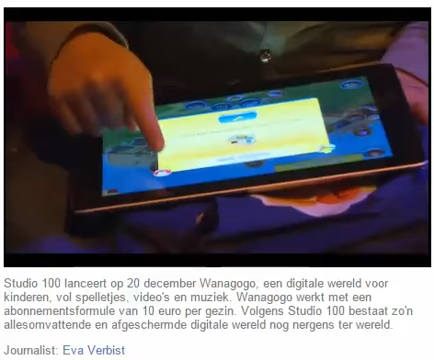 Studio 100 lanceert op 20 december Wanagogo, een digitale wereld voor
kinderen, vol spelletjes, video's en muziek. Wanagogo werkt met een
abonnementsformule van 10 euro per gezin. Volgens Studio 100 bestaat zo'n
allesomvattende en afgeschermde digitale wereld nog nergens ter wereld.
Journalist: Eva Verbist